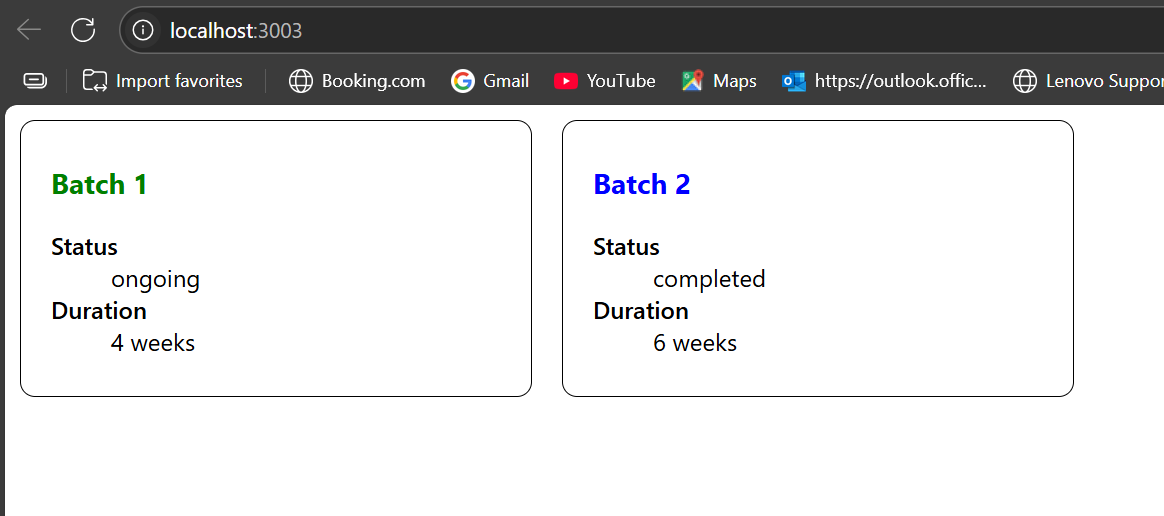 localhost:3003
Import favorites Booking.com Gmail YouTube Maps https://outlook.offic... Lenovo Suppor
Batch 1
Status
ongoing
Duration
4 weeks
Batch 2
Status
completed
Duration
6 weeks